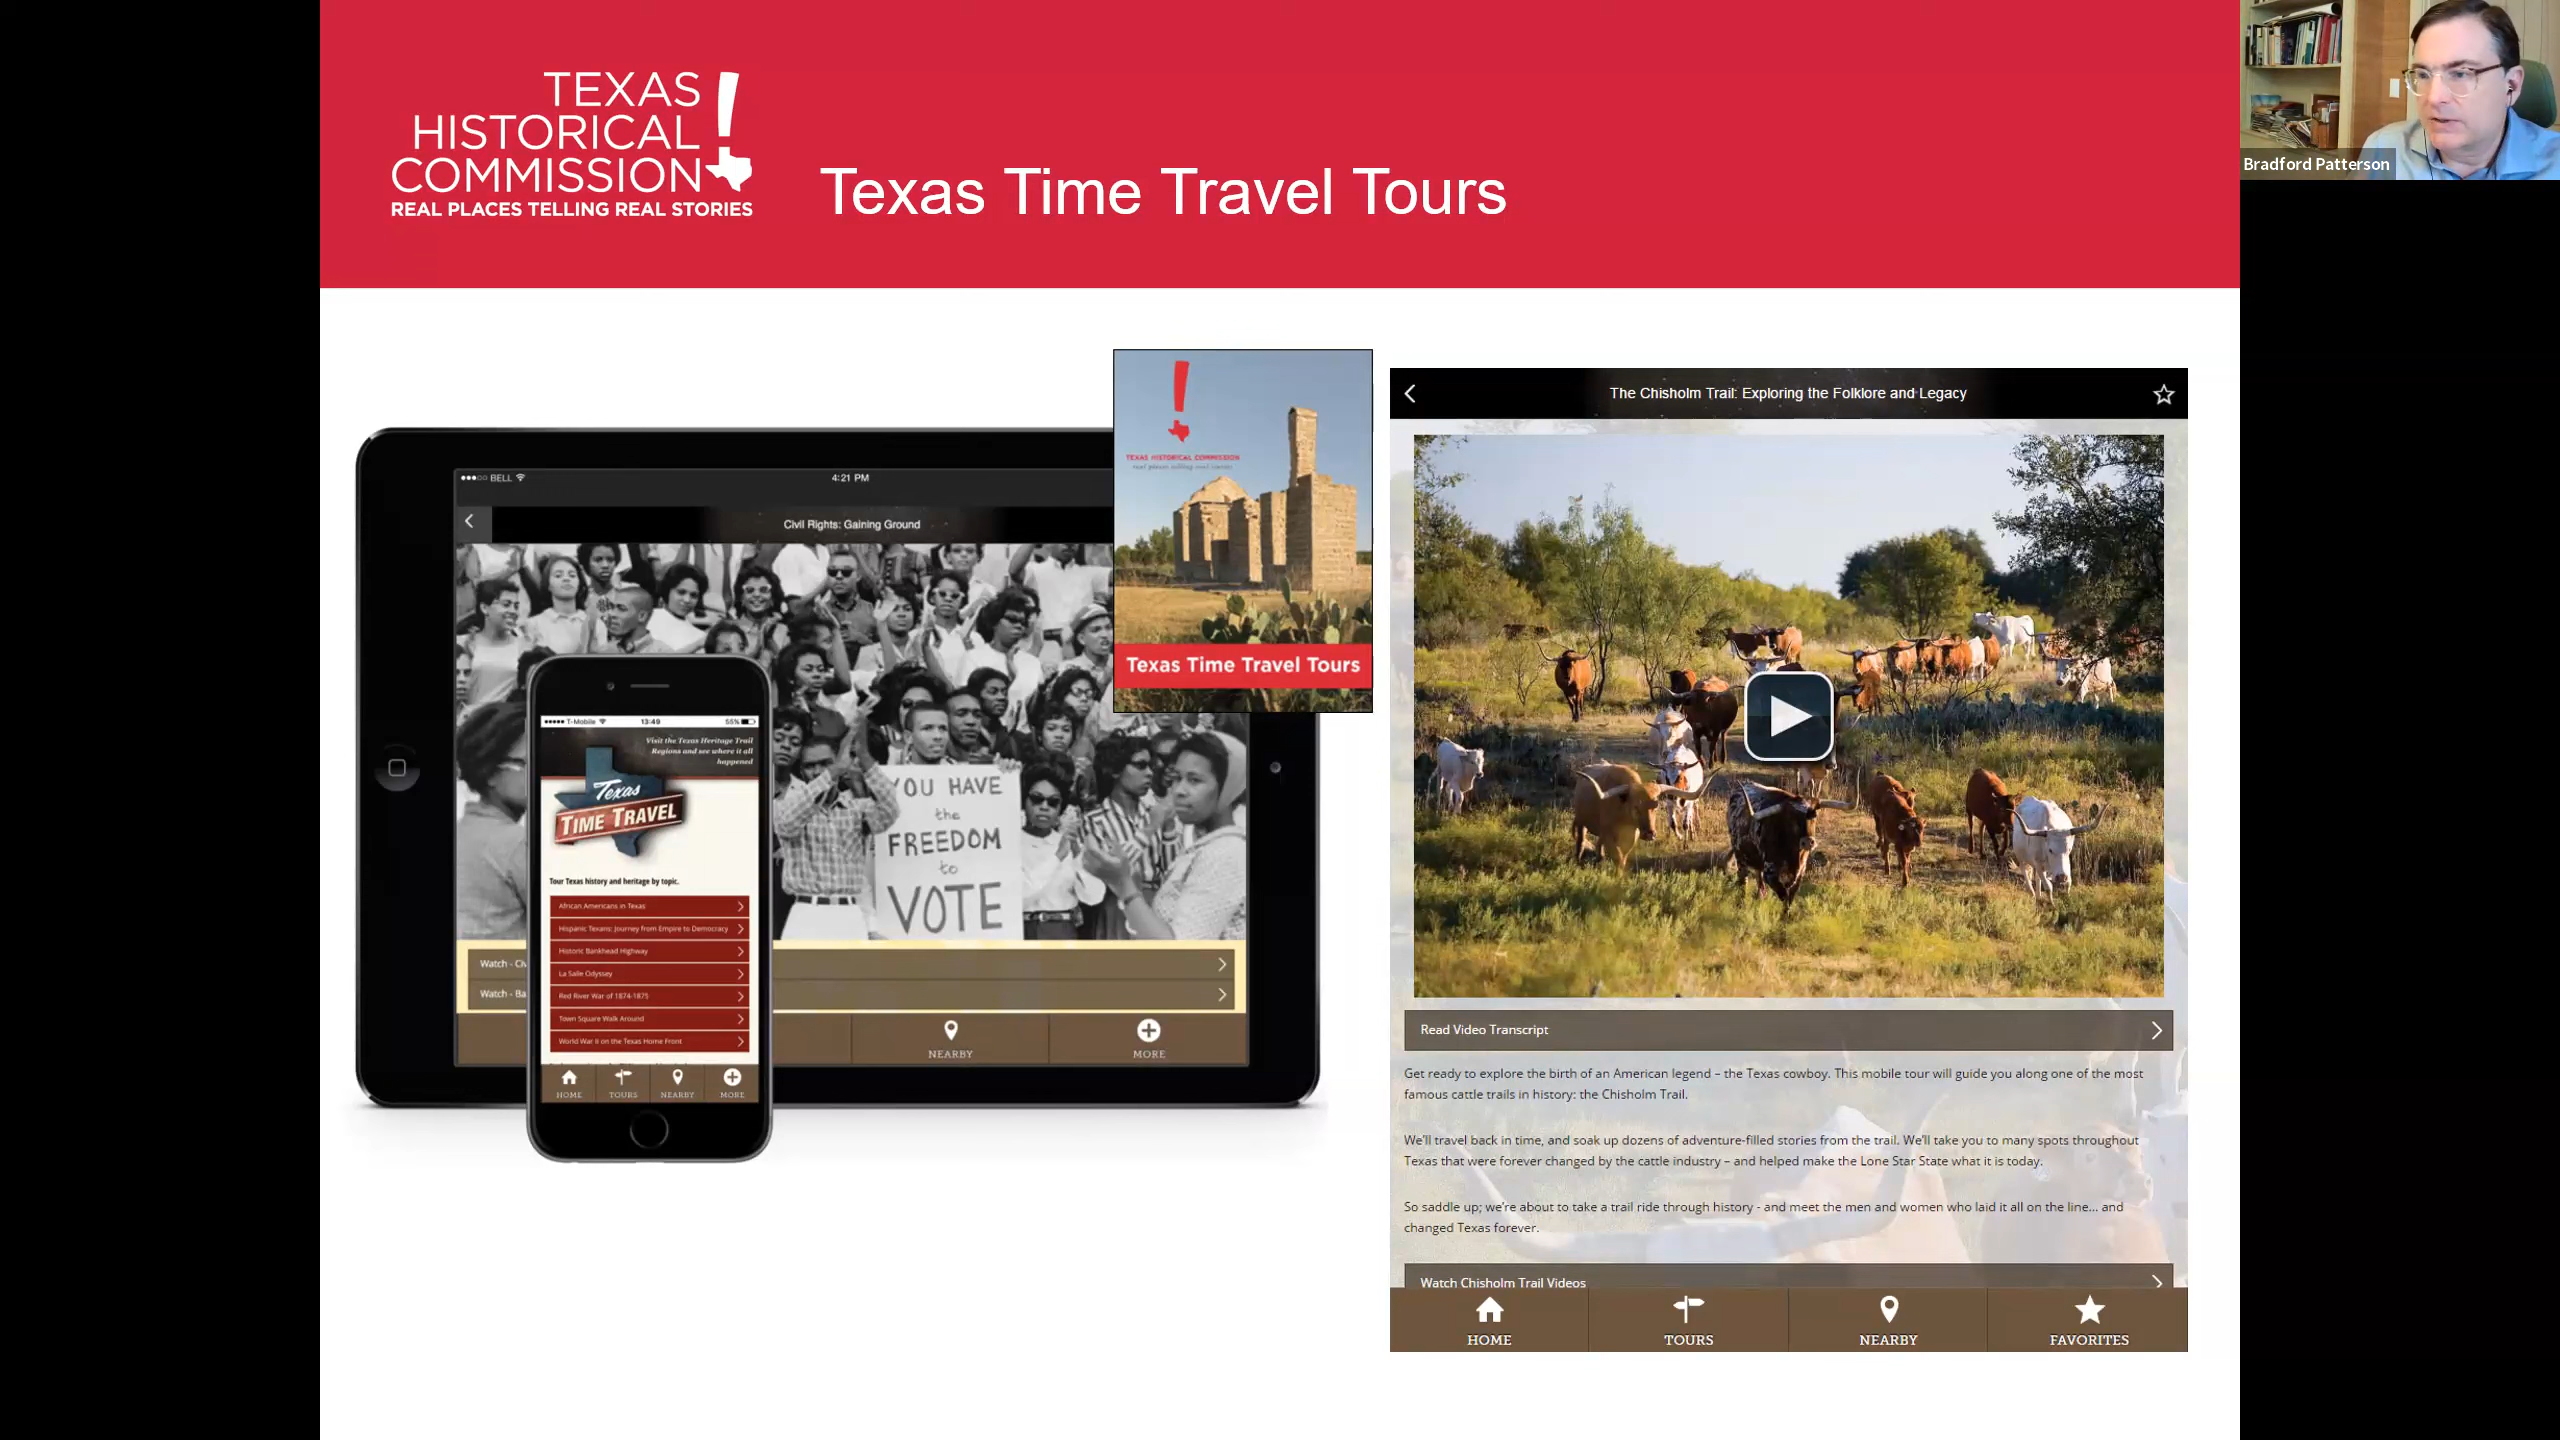 TEXAS
HISTORICAL
COMMISSION
REAL PLACES TELLING REAL STORIES
Texas Time Travel Tours
Bradford Patterson
BELL
4:21 PM
Civil Rights: Gaining Ground
YOU HAVE
the
FREEDOM
to
VOTE
Watch - Civ
Watch - Ba
NEARBY
MORE
T-Mobile
13:49
55%
Visit the Texas Heritage Trail
Regions and see where it all
happened
Texas
TIME TRAVEL
Tour Texas history and heritage by topic.
African Americans in Texas
Hispanic Texans: Journey from Empire to Democracy
Historic Bankhead Highway
La Salle Odyssey
Red River War of 1874-1875
Town Square Walk Around
World War II on the Texas Home Front
HOME
TOURS
NEARBY
MORE
TEXAS HISTORICAL COMMISSION
real places telling real stories
Texas Time Travel Tours
The Chisholm Trail: Exploring the Folklore and Legacy
Read Video Transcript
Get ready to explore the birth of an American legend – the Texas cowboy. This mobile tour will guide you along one of the most
famous cattle trails in history: the Chisholm Trail.
We'll travel back in time, and soak up dozens of adventure-filled stories from the trail. We'll take you to many spots throughout
Texas that were forever changed by the cattle industry – and helped make the Lone Star State what it is today.
So saddle up; we're about to take a trail ride through history - and meet the men and women who laid it all on the line... and
changed Texas forever.
Watch Chisholm Trail Videos
HOME
TOURS
NEARBY
FAVORITES